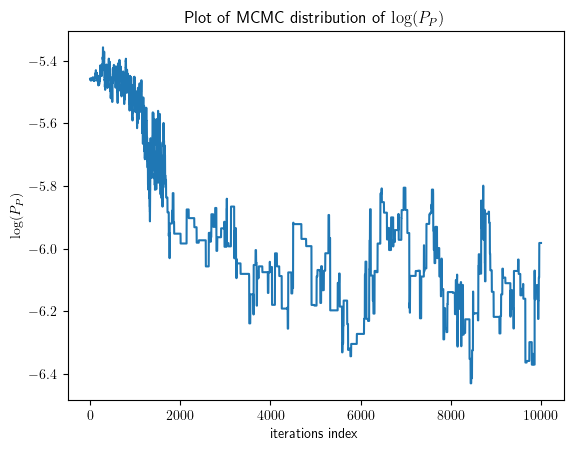 Plot of MCMC distribution of log(P_P)
log(P_P)
−5.4
−5.6
−5.8
−6.0
−6.2
−6.4
0 2000 4000 6000 8000 10000
iterations index